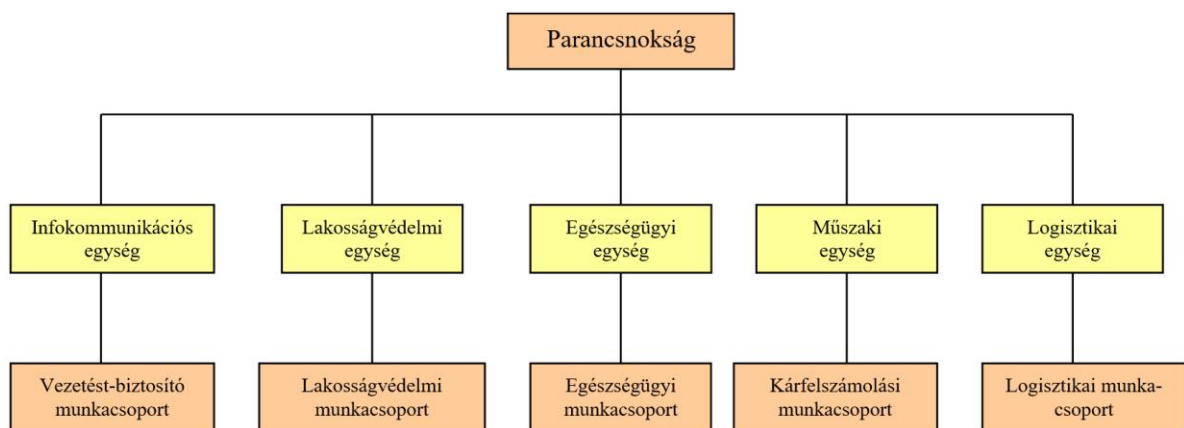 Parancsnokság
Infokommunikációs
egység
Lakosságvédelmi
egység
Egészségügyi
egység
Műszaki
egység
Logisztikai
egység
Vezetést-biztosító
munkacsoport
Lakosságvédelmi
munkacsoport
Egészségügyi
munkacsoport
Kárfelszámolási
munkacsoport
Logisztikai munka-
csoport